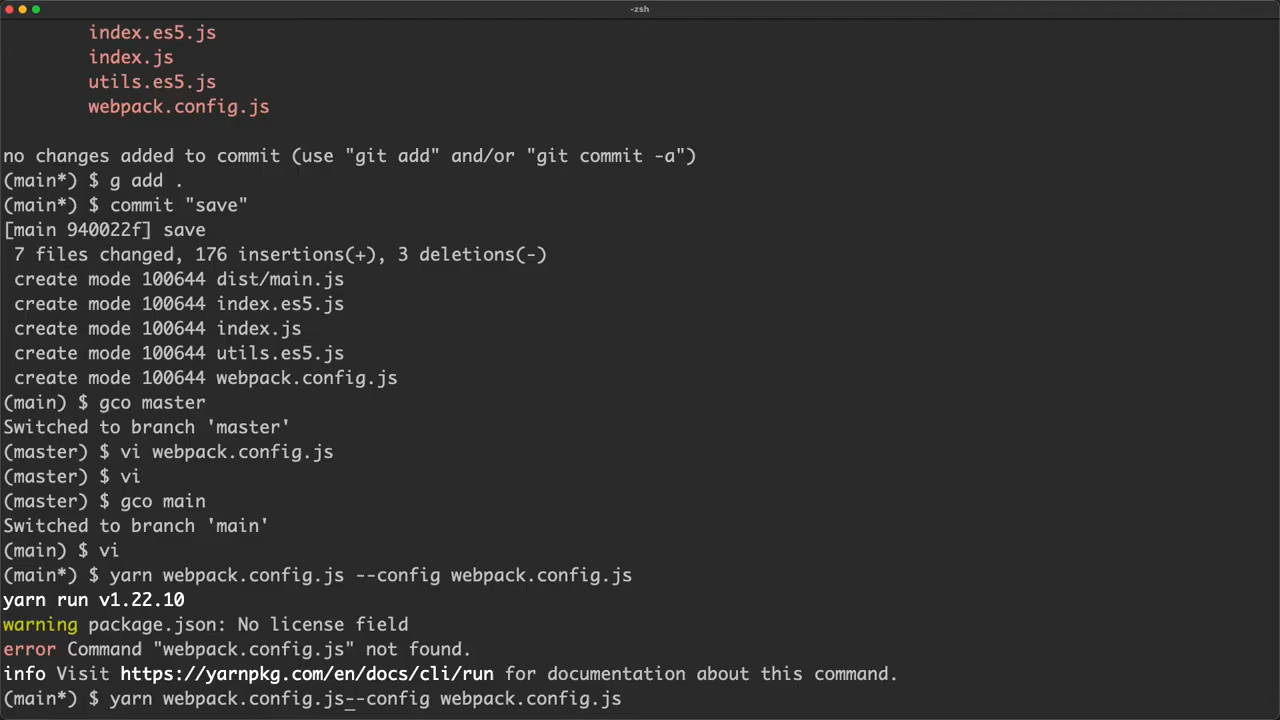 -zsh
index.es5.js
index.js
utils.es5.js
webpack.config.js
no changes added to commit (use "git add" and/or "git commit -a")
(main*) $ g add .
(main*) $ commit "save"
[main 940022f] save
7 files changed, 176 insertions(+), 3 deletions(-)
create mode 100644 dist/main.js
create mode 100644 index.es5.js
create mode 100644 index.js
create mode 100644 utils.es5.js
create mode 100644 webpack.config.js
(main) $ gco master
Switched to branch 'master'
(master) $ vi webpack.config.js
(master) $ vi
(master) $ gco main
Switched to branch 'main'
(main) $ vi
(main*) $ yarn webpack.config.js --config webpack.config.js
yarn run v1.22.10
warning package.json: No license field
error Command "webpack.config.js" not found.
info Visit https://yarnpkg.com/en/docs/cli/run for documentation about this command.
(main*) $ yarn webpack.config.js--config webpack.config.js